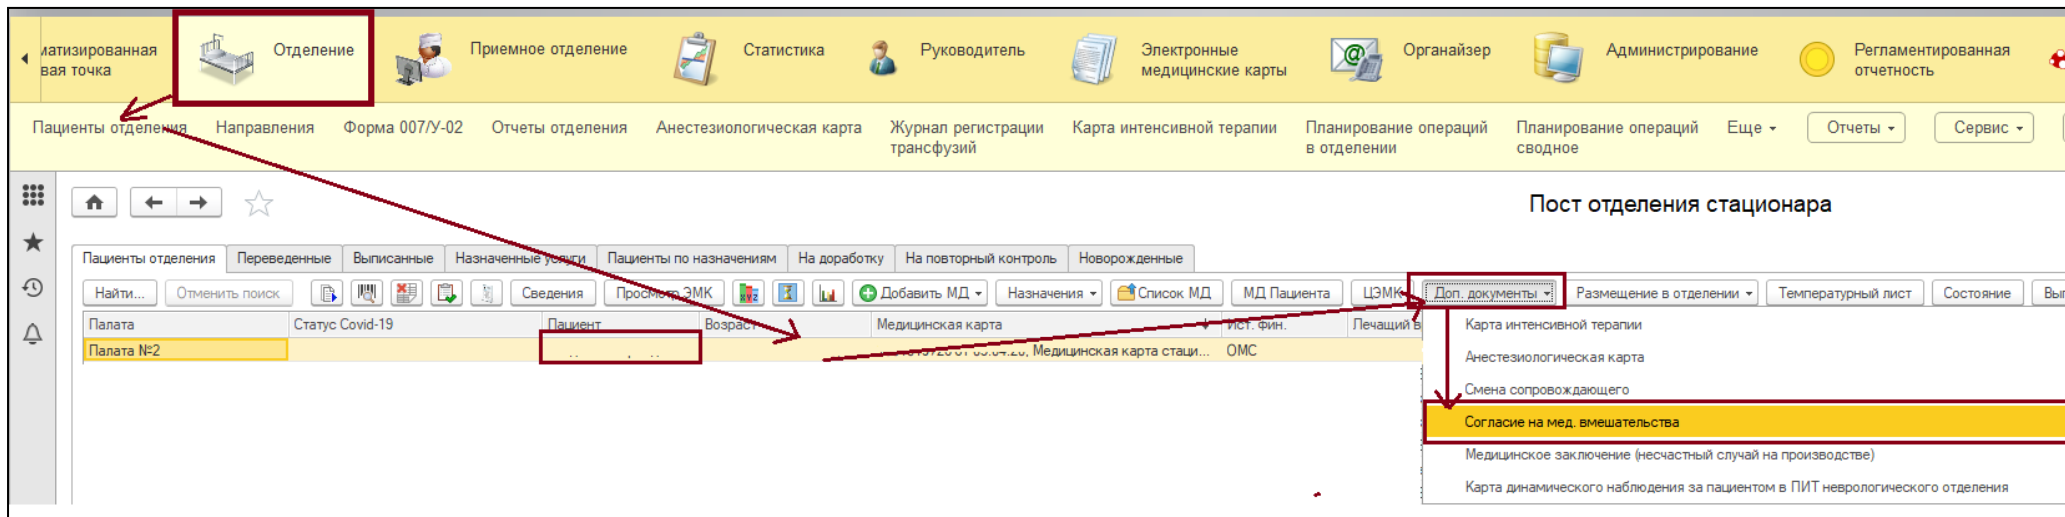 матизированная
вая точка
Отделение
Приемное отделение
Статистика
Руководитель
Электронные
медицинские карты
Органайзер
Администрирование
Регламентированная
отчетность
Пациенты отделения
Направления
Форма 007/У-02
Отчеты отделения
Анестезиологическая карта
Журнал регистрации
трансфузий
Карта интенсивной терапии
Планирование операций
в отделении
Планирование операций
сводное
Еще
Отчеты
Сервис
Пост отделения стационара
Пациенты отделения
Переведенные
Выписанные
Назначенные услуги
Пациенты по назначениям
На доработку
На повторный контроль
Новорожденные
Найти...
Отменить поиск
Сведения
Просмотр ЭМК
Добавить МД
Назначения
Список МД
МД Пациента
ЦЭМК
Доп. документы
Размещение в отделении
Температурный лист
Состояние
Вып
Палата
Статус Covid-19
Пациент
Возраст
Медицинская карта
Ист. фин.
Лечащий в
Палата №2
Медицинская карта стаци...
ОМС
Карта интенсивной терапии
Анестезиологическая карта
Смена сопровождающего
Согласие на мед. вмешательства
Медицинское заключение (несчастный случай на производстве)
Карта динамического наблюдения за пациентом в ПИТ неврологического отделения